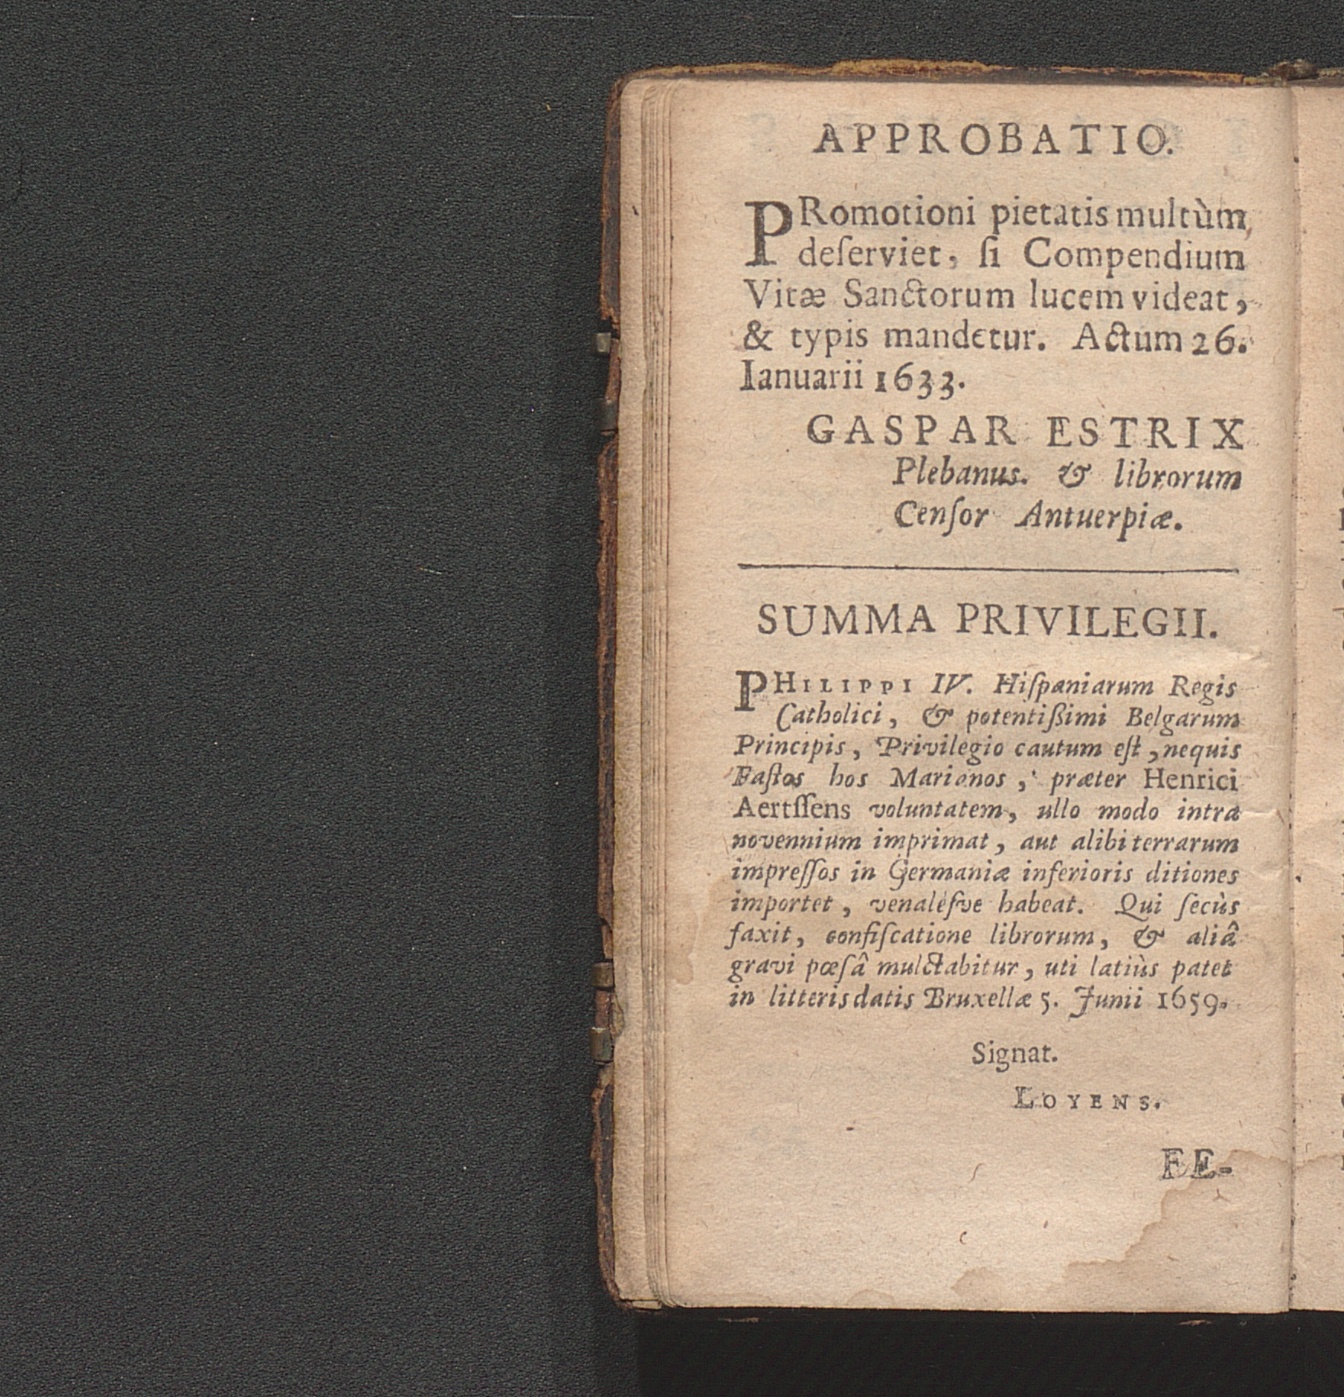 APPROBATIO.
PRomotioni pietatis multùm
deſerviet, ſi Compendium
Vitæ Sanctorum lucem videat,
& typis mandetur. Actum 26.
Ianuarii 1633.
GASPAR ESTRIX
Plebanus. & librorum
Cenſor Antuerpiæ.
SUMMA PRIVILEGII.
PHILIPPI IV. Hiſpaniarum Regis
Catholici, & potentiſſimi Belgarum
Principis, Privilegio cautum eſt, nequis
Faſtos hos Marianos, præter Henrici
Aertſſens voluntatem, ullo modo intra
novennium imprimat, aut alibi terrarum
impreſſos in Germaniæ inferioris ditiones
importet, venaleſve habeat. Qui ſecùs
faxit, confiſcatione librorum, & aliâ
gravi pœſâ mulctabitur, uti latiùs patet
in litteris datis Bruxellæ 5. Junii 1659.
Signat.
LOYENS.
FE-